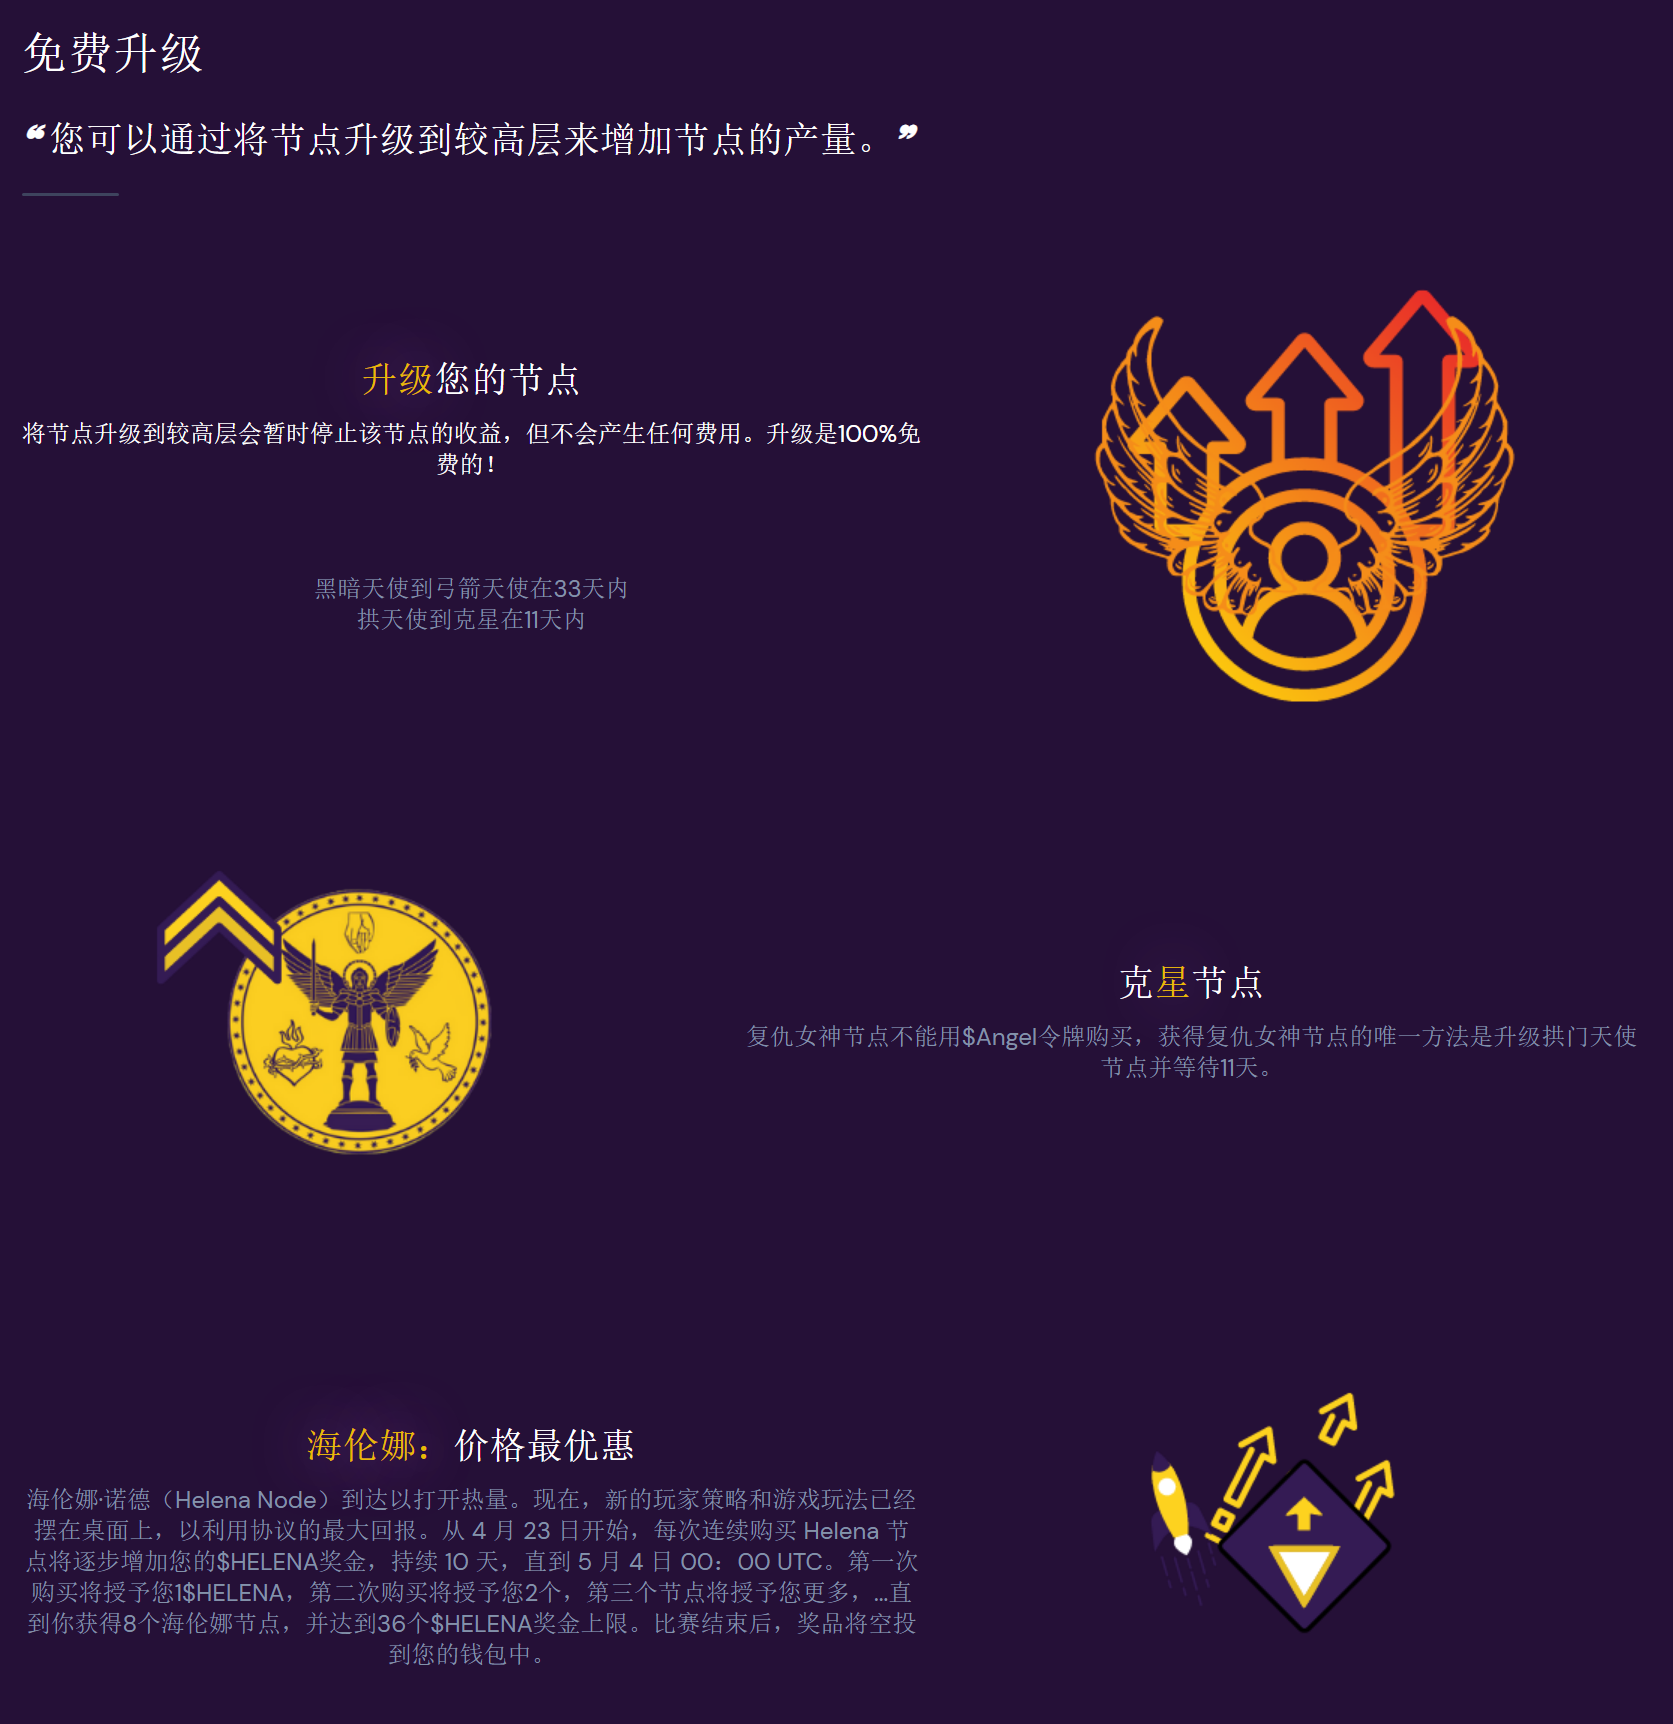 免费升级
❝您可以通过将节点升级到较高层来增加节点的产量。❞
升级您的节点
将节点升级到较高层会暂时停止该节点的收益，但不会产生任何费用。升级是100%免
费的！
黑暗天使到弓箭天使在33天内
拱天使到克星在11天内
克星节点
复仇女神节点不能用$Angel令牌购买，获得复仇女神节点的唯一方法是升级拱门天使
节点并等待11天。
海伦娜：价格最优惠
海伦娜·诺德（Helena Node）到达以打开热量。现在，新的玩家策略和游戏玩法已经
摆在桌面上，以利用协议的最大回报。从 4 月 23 日开始，每次连续购买 Helena 节
点将逐步增加您的$HELENA奖金，持续 10 天，直到 5 月 4 日 00：00 UTC。第一次
购买将授予您1$HELENA，第二次购买将授予您2个，第三个节点将授予您更多，...直
到你获得8个海伦娜节点，并达到36个$HELENA奖金上限。比赛结束后，奖品将空投
到您的钱包中。